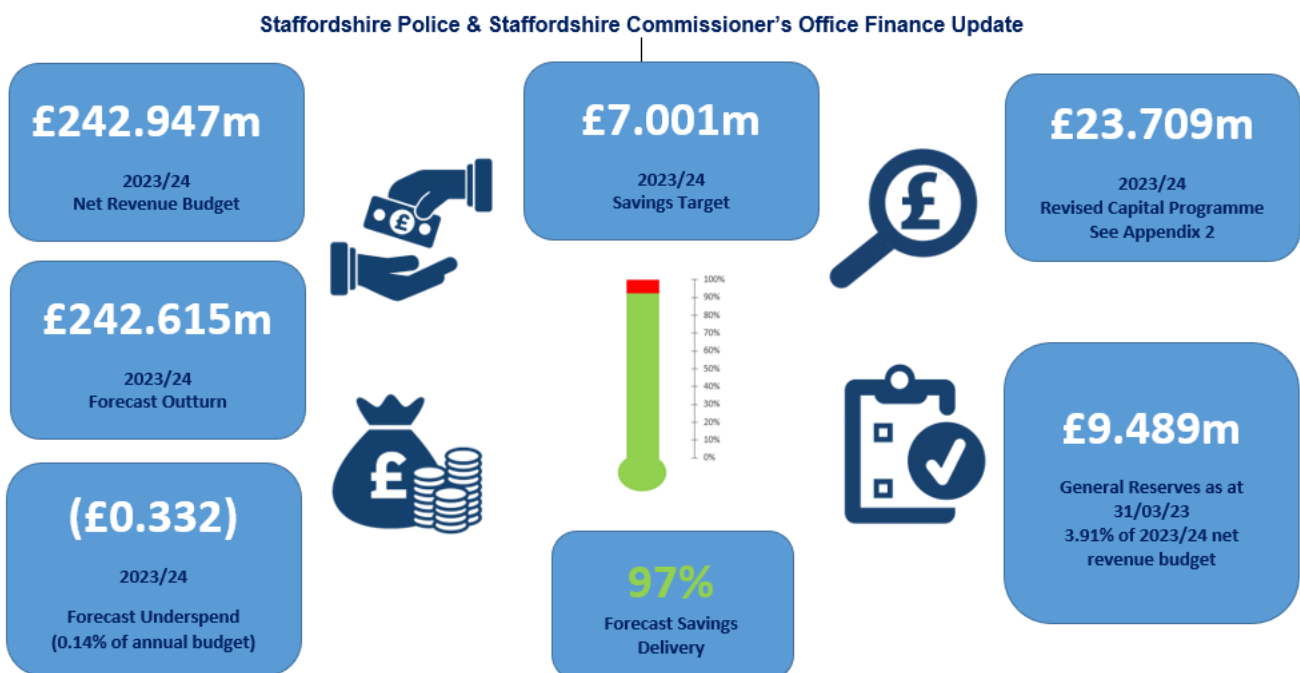 Staffordshire Police & Staffordshire Commissioner's Office Finance Update
£242.947m
2023/24
Net Revenue Budget
£242.615m
2023/24
Forecast Outturn
(£0.332)
2023/24
Forecast Underspend
(0.14% of annual budget)
£
£
£7.001m
2023/24
Savings Target
100%
90%
80%
70%
60%
50%
40%
30%
20%
10%
0%
97%
Forecast Savings
Delivery
£
£23.709m
2023/24
Revised Capital Programme
See Appendix 2
£9.489m
General Reserves as at
31/03/23
3.91% of 2023/24 net
revenue budget